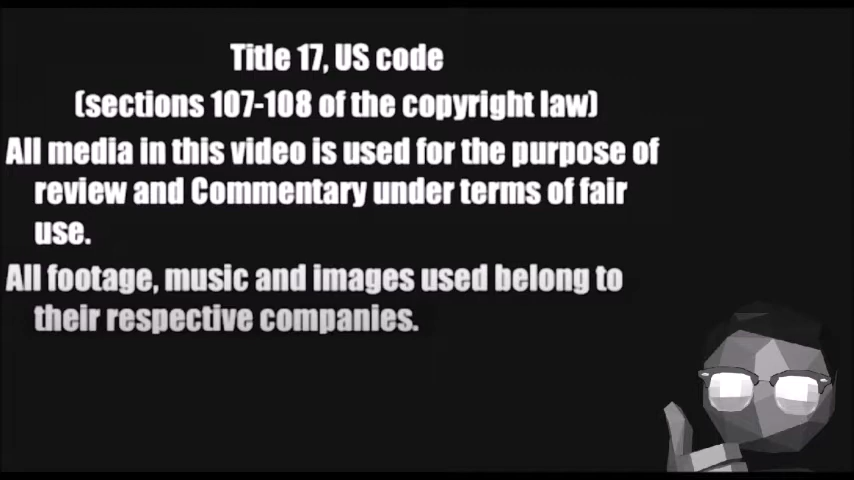 Title 17, US code
(sections 107-108 of the copyright law)
All media in this video is used for the purpose of
review and Commentary under terms of fair
use.
All footage, music and images used belong to
their respective companies.